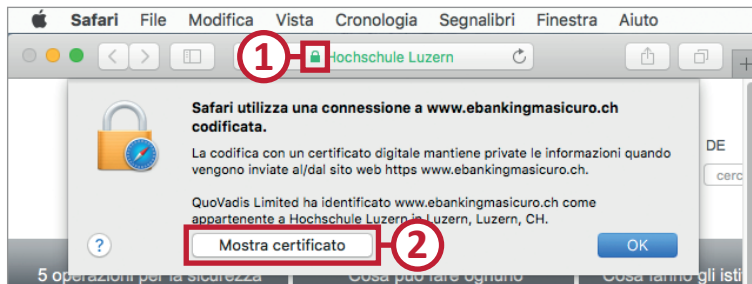 Safari File Modifica Vista Cronologia Segnalibri Finestra Aiuto
1
Hochschule Luzern
+
Safari utilizza una connessione a www.ebankingmasicuro.ch
codificata.
La codifica con un certificato digitale mantiene private le informazioni quando
vengono inviate al/dal sito web https www.ebankingmasicuro.ch.
DE
cerc
QuoVadis Limited ha identificato www.ebankingmasicuro.ch come
appartenente a Hochschule Luzern in Luzern, Luzern, CH.
?
Mostra certificato
2
OK
5 operazioni per la sicurezza
Cosa può fare ognuno
Cosa fanno gli isti